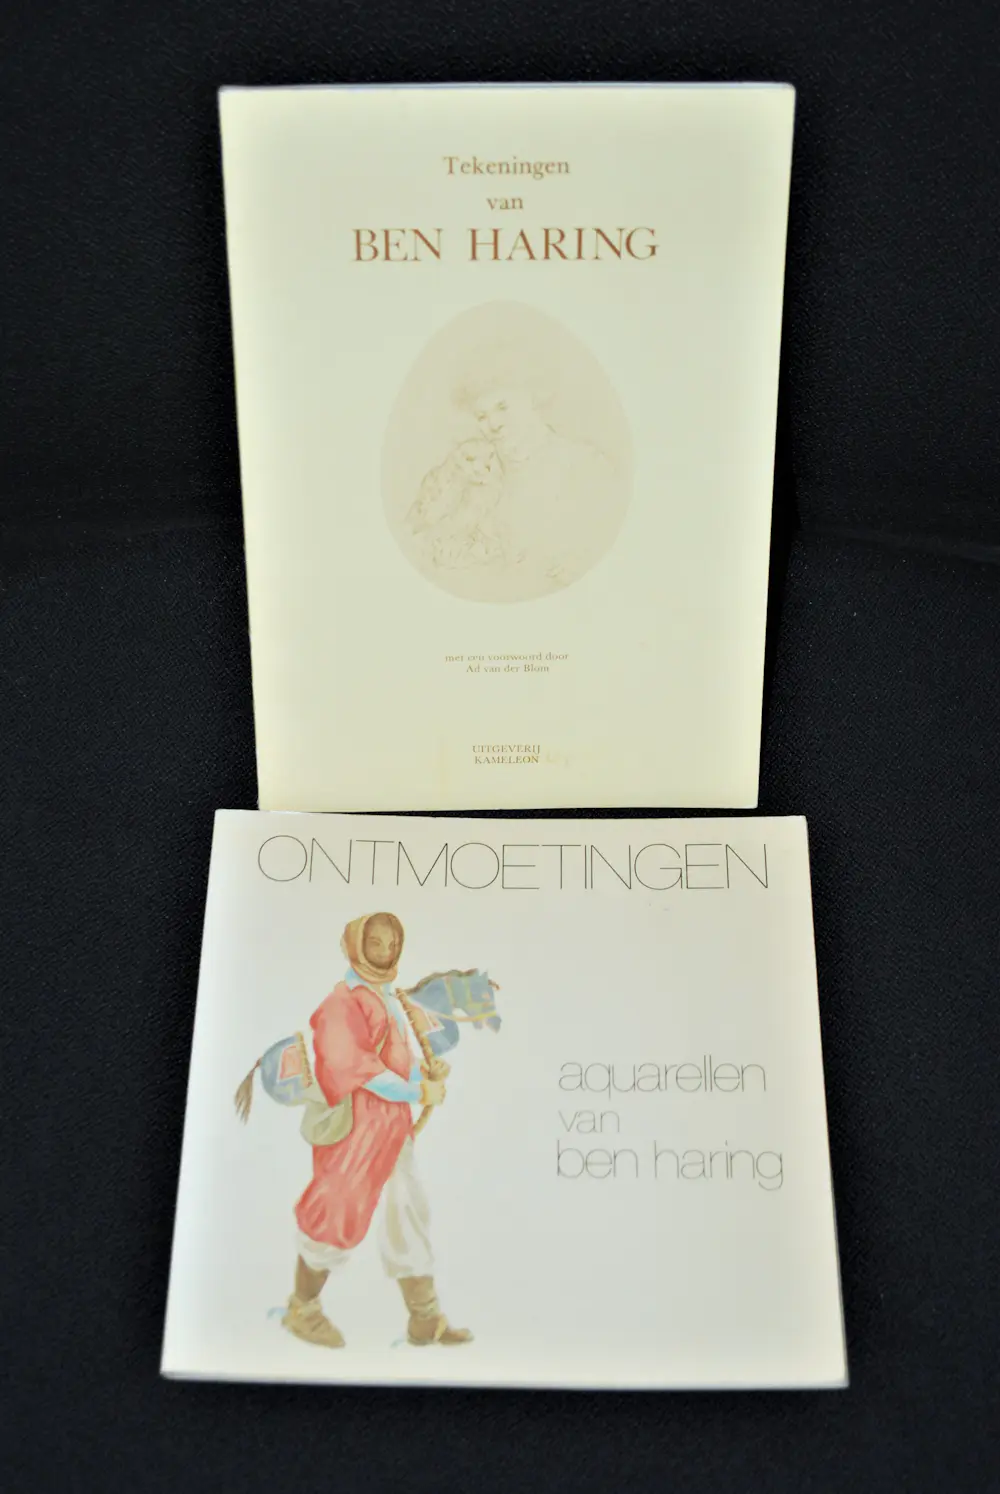 Tekeningen
van
BEN HARING
met een voorwoord door
Ad van der Blom
UITGEVERIJ
KAMELEON
ONTMOETINGEN
aquarellen
van
ben haring